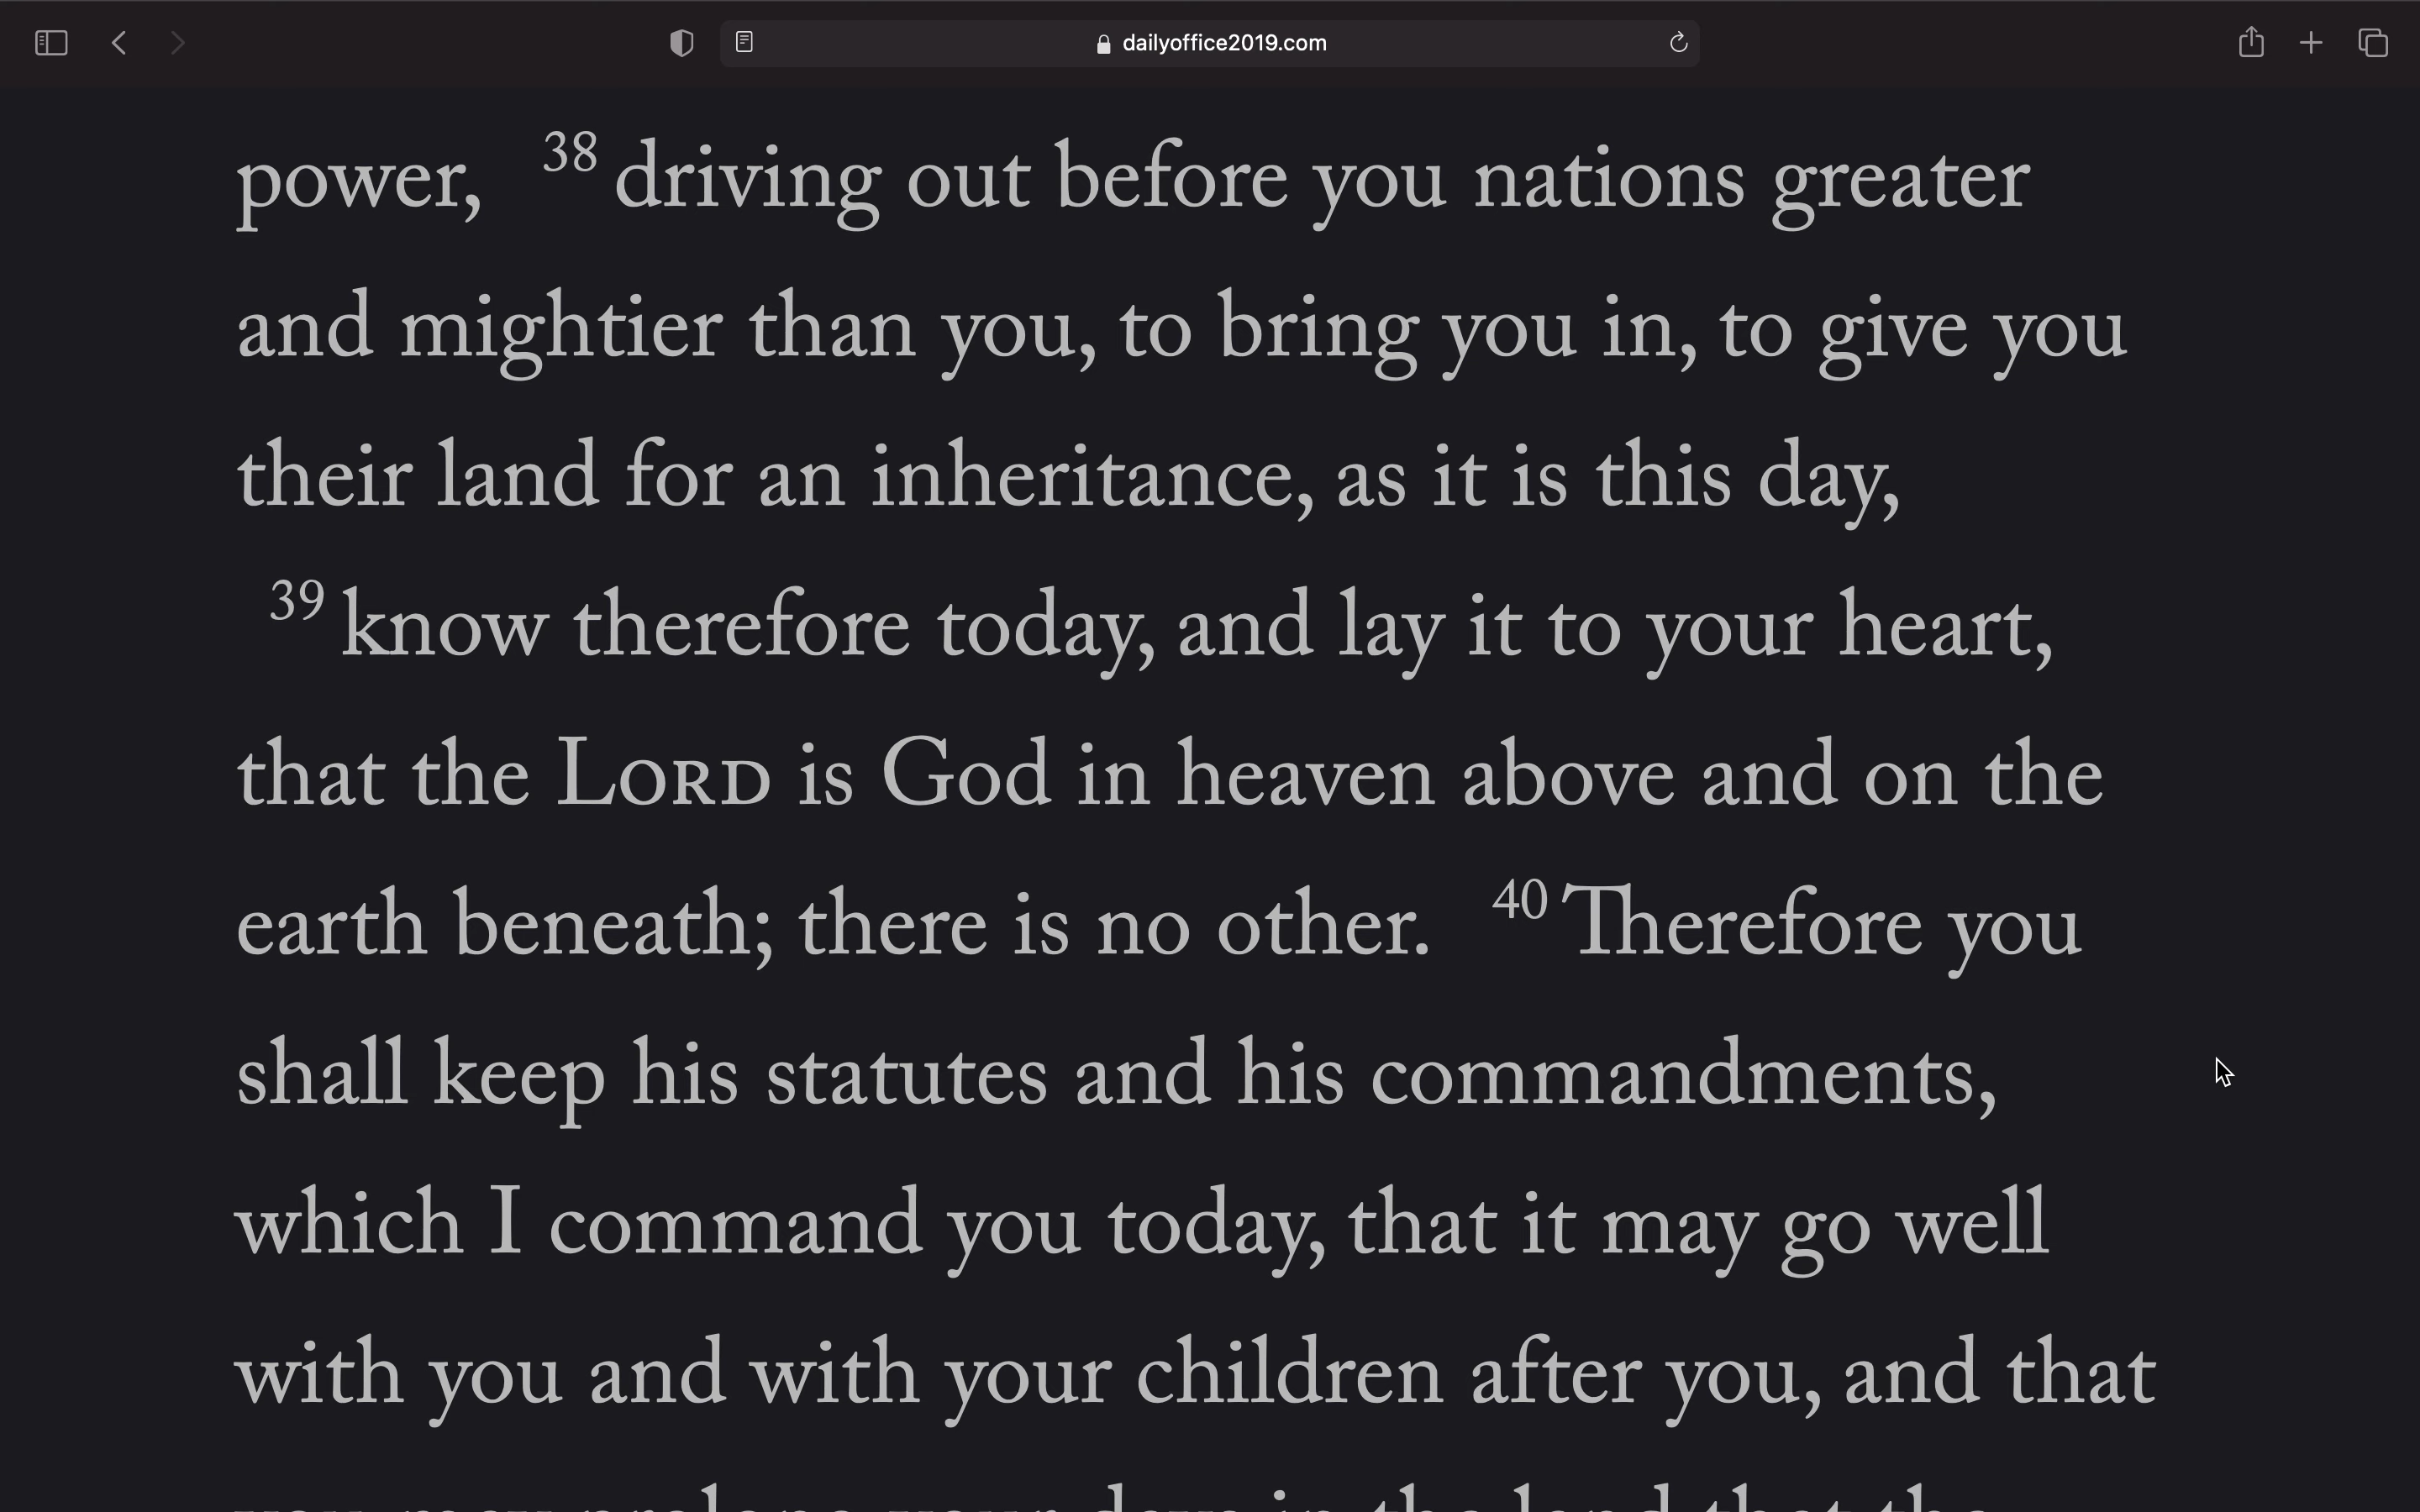 dailyoffice2019.com
power, 38 driving out before you nations greater
and mightier than you, to bring you in, to give you
their land for an inheritance, as it is this day,
39 know therefore today, and lay it to your heart,
that the LORD is God in heaven above and on the
earth beneath; there is no other. 40 Therefore you
shall keep his statutes and his commandments,
which I command you today, that it may go well
with you and with your children after you, and that